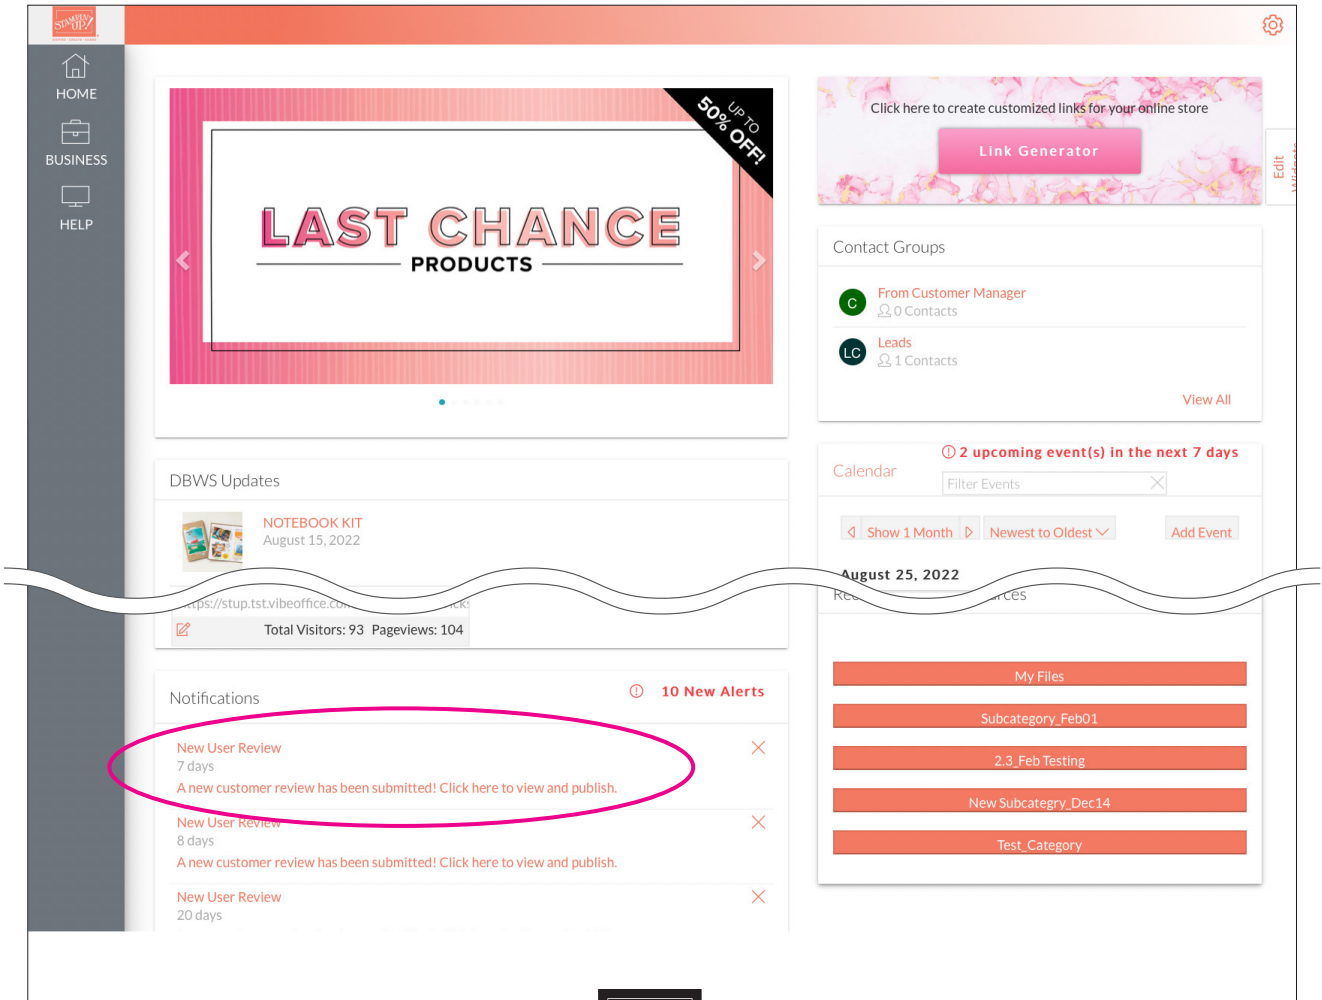 STAMPIN' UP!
HOME
BUSINESS
HELP
UP TO
50% OFF!
LAST CHANCE
PRODUCTS
Click here to create customized links for your online store
Link Generator
Edit
Contact Groups
C
From Customer Manager
0 Contacts
LC
Leads
1 Contacts
View All
DBWS Updates
NOTEBOOK KIT
August 15, 2022
2 upcoming event(s) in the next 7 days
Calendar
Filter Events
Show 1 Month
Newest to Oldest
Add Event
August 25, 2022
Total Visitors: 93 Pageviews: 104
Notifications
10 New Alerts
New User Review
7 days
A new customer review has been submitted! Click here to view and publish.
New User Review
8 days
A new customer review has been submitted! Click here to view and publish.
New User Review
20 days
My Files
Subcategory_Feb01
2.3_Feb Testing
New Subcategry_Dec14
Test_Category